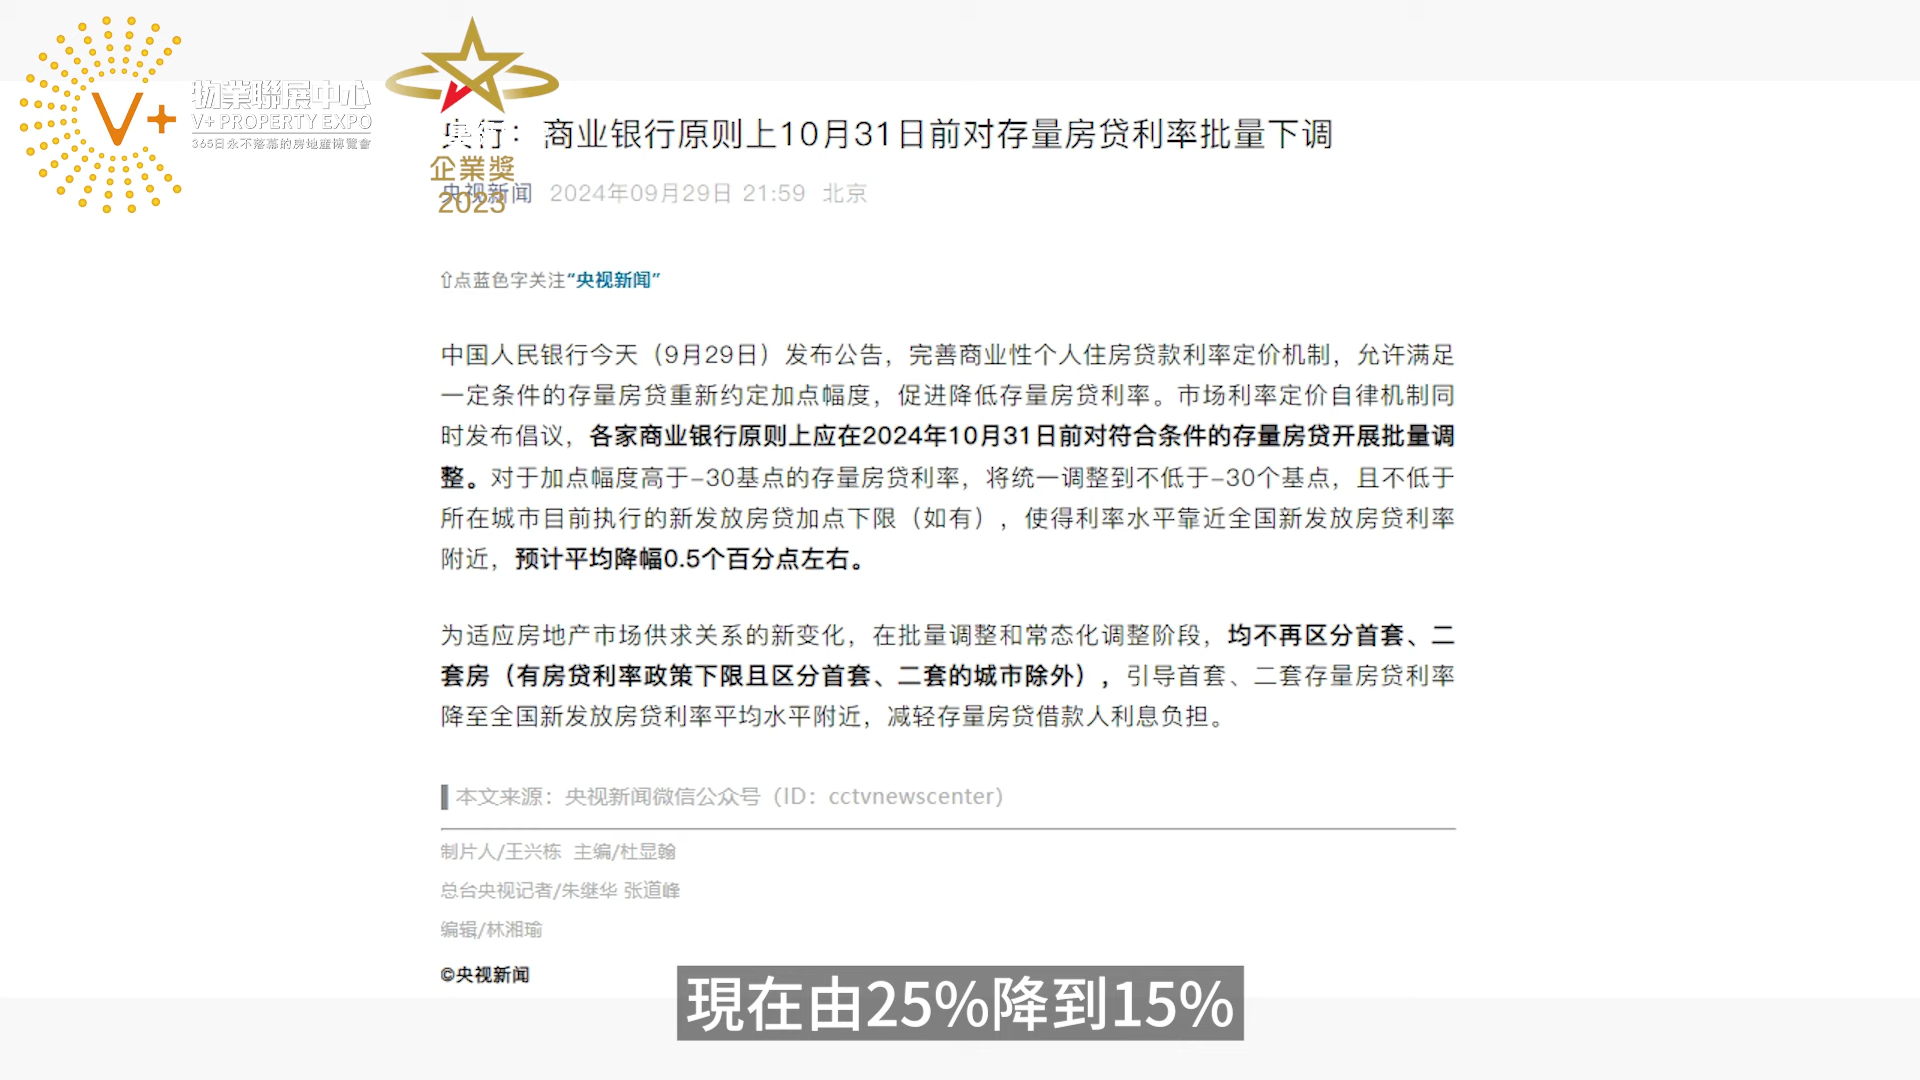 V+
物業聯展中心
V+ PROPERTY EXPO
365日永不落幕的房地產博覽會
企業獎
2023
央行：商业银行原则上10月31日前对存量房贷利率批量下调
央视新闻 2024年09月29日 21:59 北京
⇧点蓝色字关注“央视新闻”
中国人民银行今天（9月29日）发布公告，完善商业性个人住房贷款利率定价机制，允许满足
一定条件的存量房贷重新约定加点幅度，促进降低存量房贷利率。市场利率定价自律机制同
时发布倡议，各家商业银行原则上应在2024年10月31日前对符合条件的存量房贷开展批量调
整。对于加点幅度高于-30基点的存量房贷利率，将统一调整到不低于-30个基点，且不低于
所在城市目前执行的新发放房贷加点下限（如有），使得利率水平靠近全国新发放房贷利率
附近，预计平均降幅0.5个百分点左右。
为适应房地产市场供求关系的新变化，在批量调整和常态化调整阶段，均不再区分首套、二
套房（有房贷利率政策下限且区分首套、二套的城市除外），引导首套、二套存量房贷利率
降至全国新发放房贷利率平均水平附近，减轻存量房贷借款人利息负担。
本文来源：央视新闻微信公众号（ID：cctvnewscenter）
制片人/王兴栋 主编/杜显翰
总台央视记者/朱继华 张道峰
编辑/林湘瑜
©央视新闻
現在由25%降到15%